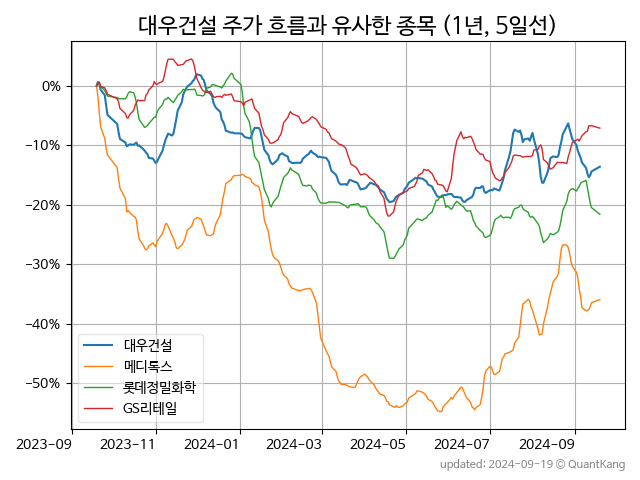 대우건설 주가 흐름과 유사한 종목 (1년, 5일선)
0%
−10%
−20%
−30%
−40%
−50%
대우건설
메디톡스
롯데정밀화학
GS리테일
2023-09 2023-11 2024-01 2024-03 2024-05 2024-07 2024-09
updated: 2024-09-19 © QuantKang